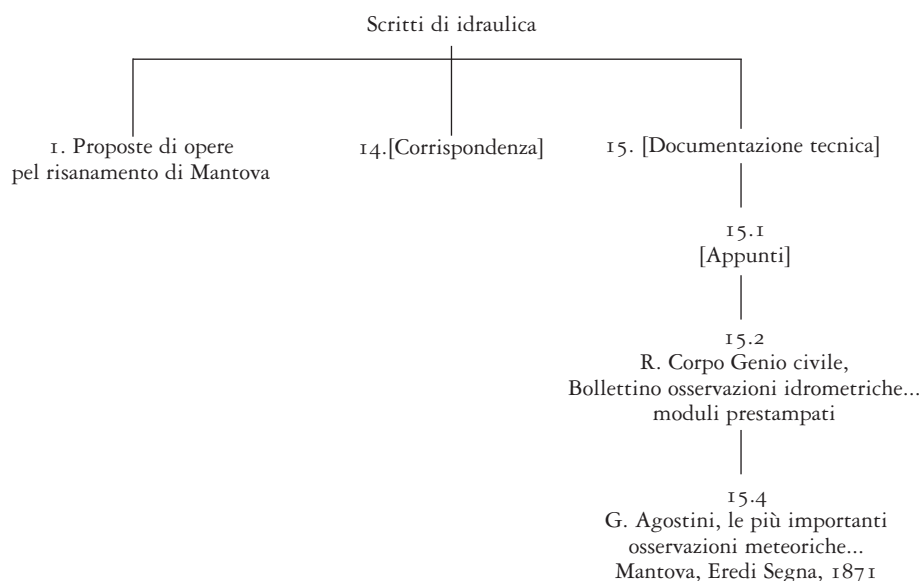 Scritti di idraulica
1. Proposte di opere
pel risanamento di Mantova
14.[Corrispondenza]
15. [Documentazione tecnica]
15.1
[Appunti]
15.2
R. Corpo Genio civile,
Bollettino osservazioni idrometriche...
moduli prestampati
15.4
G. Agostini, le più importanti
osservazioni meteoriche...
Mantova, Eredi Segna, 1871